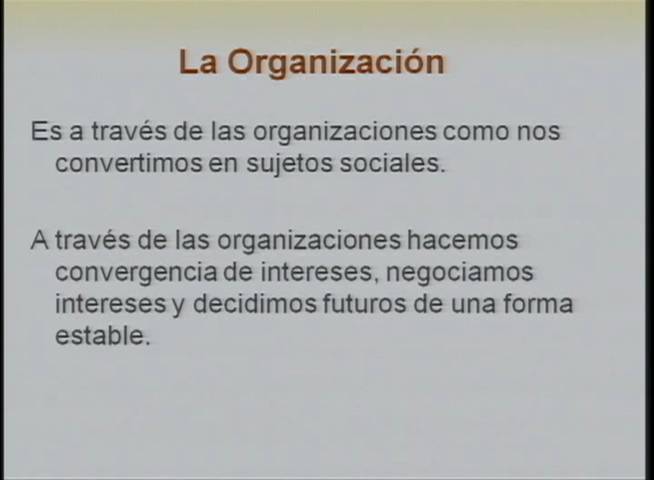 La Organización
Es a través de las organizaciones como nos
convertimos en sujetos sociales.
A través de las organizaciones hacemos
convergencia de intereses, negociamos
intereses y decidimos futuros de una forma
estable.